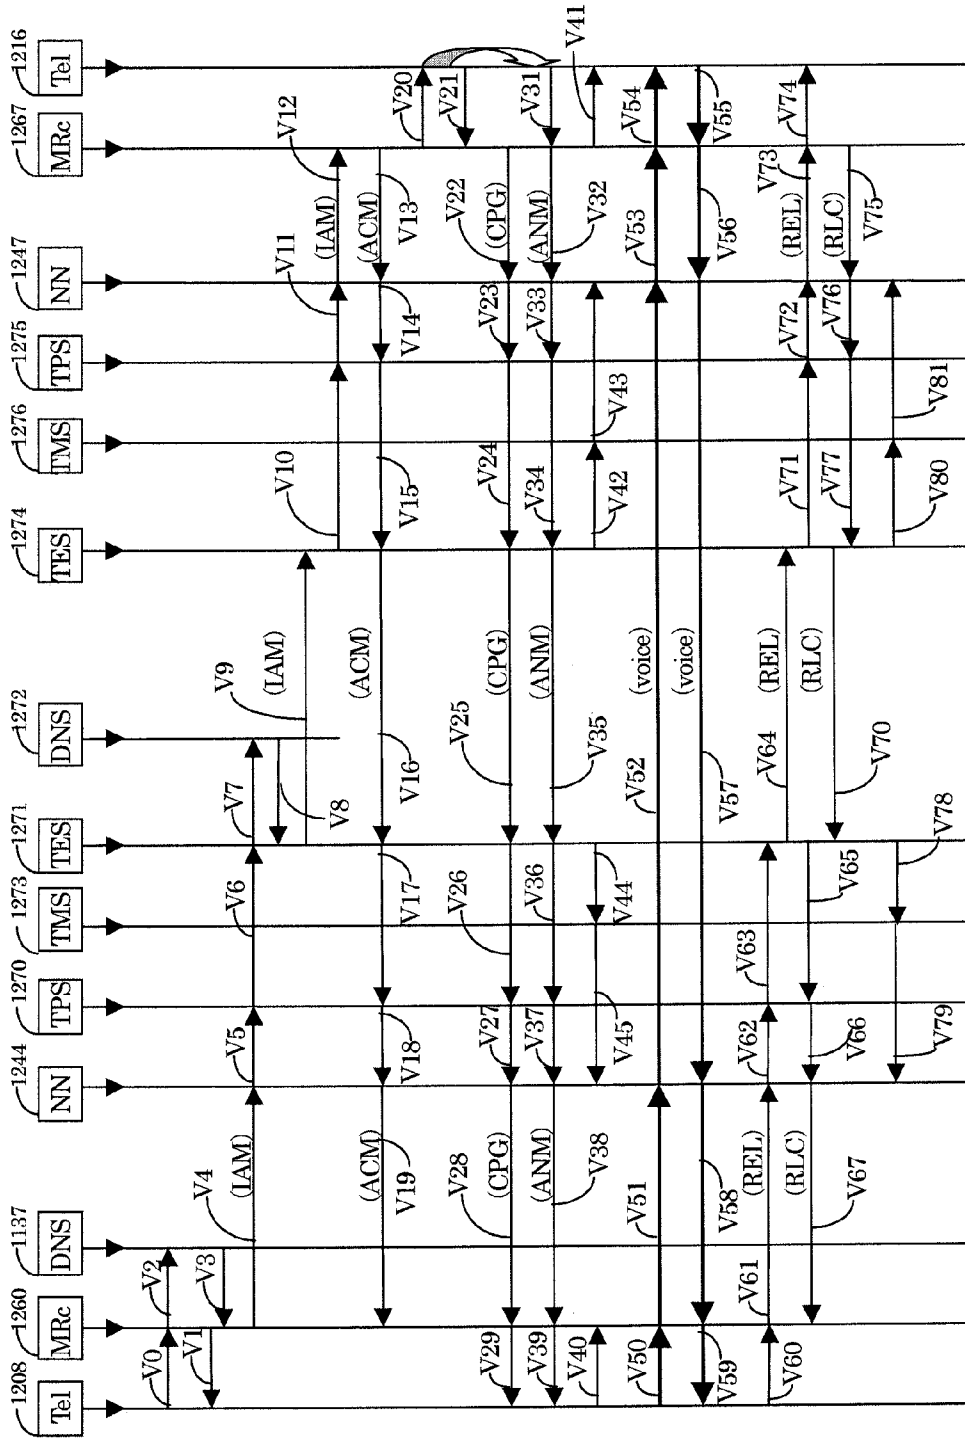 1208
1260
1137
1244
1270
1273
1271
1272
1274
1276
1275
1247
1267
1216
Tel
MRc
DNS
NN
TPS
TMS
TES
DNS
TES
TMS
TPS
NN
MRc
Tel
V0
V2
V1
V3
V4
(IAM)
V5
V6
V7
V8
V9
(IAM)
V10
V11
(IAM)
V12
(ACM)
V19
V18
V17
V16
(ACM)
V15
V14
(ACM)
V13
V20
V21
V29
V28
(CPG)
V27
V26
V25
(CPG)
V24
V23
V22
(CPG)
V39
(ANM)
V38
V37
V36
V35
(ANM)
V34
V33
(ANM)
V32
V31
V40
V45
V44
V42
V43
V41
V50
V51
V52
(voice)
V53
V54
V59
V58
V57
(voice)
V56
V55
V60
V61
(REL)
V62
V63
V64
(REL)
V71
V72
(REL)
V73
V74
(RLC)
V67
V66
V65
V70
(RLC)
V77
V76
(RLC)
V75
V79
V78
V80
V81